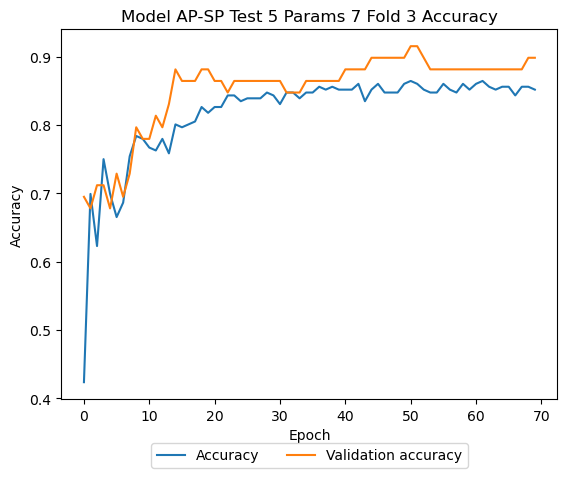 Model AP-SP Test 5 Params 7 Fold 3 Accuracy
Accuracy
0.9
0.8
0.7
0.6
0.5
0.4
0 10 20 30 40 50 60 70
Epoch
Accuracy Validation accuracy